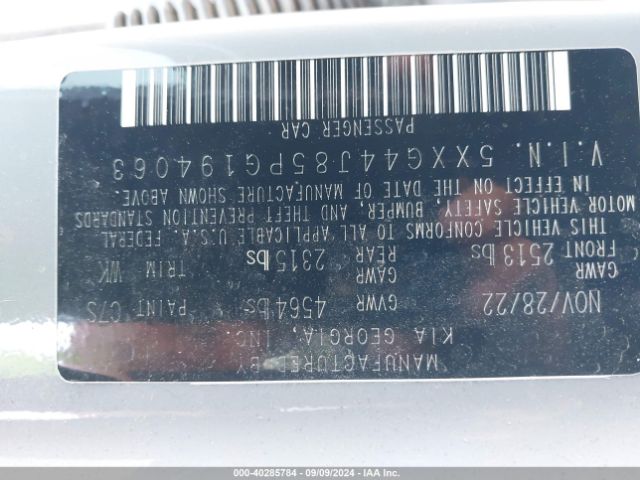 MANUFACTURED BY
KIA GEORGIA, INC.
NOV/28/22 GVWR 4564 lbs PAINT C7S
GAWR FRONT 2513 lbs GAWR REAR 2315 lbs TRIM WK
THIS VEHICLE CONFORMS TO ALL APPLICABLE U.S.A. FEDERAL
MOTOR VEHICLE SAFETY, BUMPER, AND THEFT PREVENTION STANDARDS
IN EFFECT ON THE DATE OF MANUFACTURE SHOWN ABOVE.
V.I.N. 5XXG44J85PG194063
PASSENGER CAR
000-40285784 - 09/09/2024 - IAA Inc.